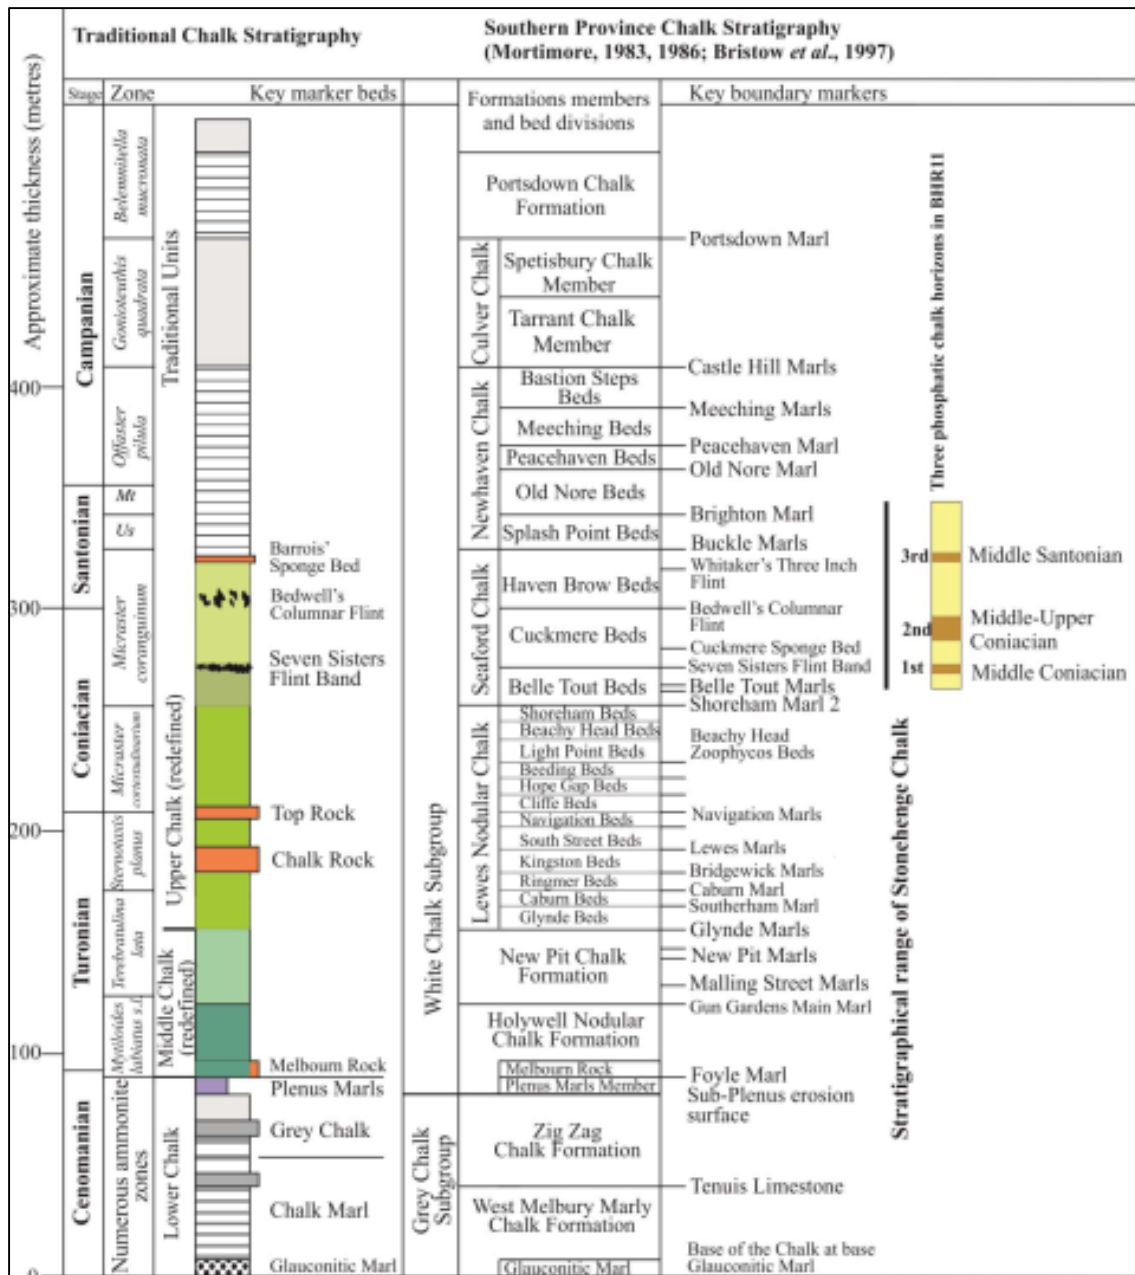 Traditional Chalk Stratigraphy
Southern Province Chalk Stratigraphy
(Mortimore, 1983, 1986; Bristow et al., 1997)
Approximate thickness (metres)
400
300
200
100
0
Stage
Zone
Key marker beds
Formations members
and bed divisions
Key boundary markers
Campanian
Santonian
Coniacian
Turonian
Cenomanian
Belemnitella
mucronata
Gonioteuthis
quadrata
Offaster
pilula
Mt
Us
Micraster
coranguinum
Micraster
cortestudinarium
Sternotaxis
planus
Terebratulina
lata
Mytiloides
labiatus s.l.
Numerous ammonite
zones
Traditional Units
Upper Chalk (redefined)
Middle Chalk
(redefined)
Lower Chalk
Barrois'
Sponge Bed
Bedwell's
Columnar Flint
Seven Sisters
Flint Band
Top Rock
Chalk Rock
Melbourn Rock
Plenus Marls
Grey Chalk
Chalk Marl
Glauconitic Marl
White Chalk Subgroup
Grey Chalk
Subgroup
Portsdown Chalk
Formation
Culver Chalk
Spetisbury Chalk
Member
Tarrant Chalk
Member
Newhaven Chalk
Bastion Steps
Beds
Meeching Beds
Peacehaven Beds
Old Nore Beds
Splash Point Beds
Seaford Chalk
Haven Brow Beds
Cuckmere Beds
Belle Tout Beds
Lewes Nodular Chalk
Shoreham Beds
Beachy Head Beds
Light Point Beds
Beeding Beds
Hope Gap Beds
Cliffe Beds
Navigation Beds
South Street Beds
Kingston Beds
Ringmer Beds
Caburn Beds
Glynde Beds
New Pit Chalk
Formation
Holywell Nodular
Chalk Formation
Melbourn Rock
Plenus Marls Member
Zig Zag
Chalk Formation
West Melbury Marly
Chalk Formation
Glauconitic Marl
Portsdown Marl
Castle Hill Marls
Meeching Marls
Peacehaven Marl
Old Nore Marl
Brighton Marl
Buckle Marls
Whitaker's Three Inch
Flint
Bedwell's Columnar
Flint
Cuckmere Sponge Bed
Seven Sisters Flint Band
Belle Tout Marls
Shoreham Marl 2
Beachy Head
Zoophycos Beds
Navigation Marls
Lewes Marls
Bridgewick Marls
Caburn Marl
Southerham Marl
Glynde Marls
New Pit Marls
Malling Street Marls
Gun Gardens Main Marl
Foyle Marl
Sub-Plenus erosion
surface
Tenuis Limestone
Base of the Chalk at base
Glauconitic Marl
Three phosphatic chalk horizons in BHR11
3rd
Middle Santonian
2nd
Middle-Upper
Coniacian
1st
Middle Coniacian
Stratigraphical range of Stonehenge Chalk